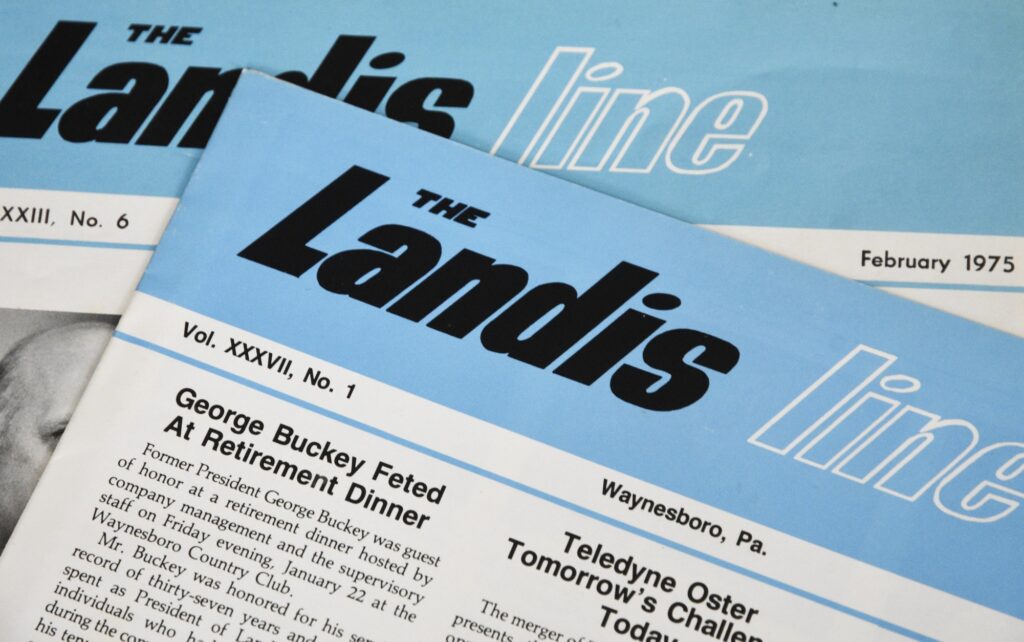 THE
Landis line
XXIII, No. 6
February 1975
THE
Landis line
Vol. XXXVII, No. 1
Waynesboro, Pa.
George Buckey Feted
At Retirement Dinner
Former President George Buckey was guest
of honor at a retirement dinner hosted by
company management and the supervisory
staff on Friday evening, January 22 at the
Waynesboro Country Club.
Mr. Buckey was honored for his
record of thirty-seven years and
spent as President of
individuals who
during the
his
Teledyne Oster
Tomorrow's
Today
The merger of
presents